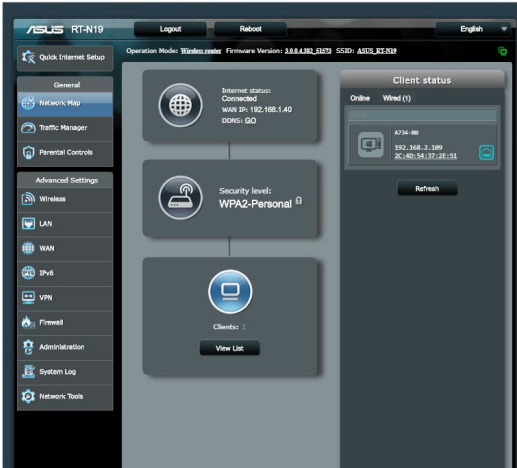 ASUS RT-N19
Logout
Reboot
English
Quick Internet Setup
Operation Mode: Wireless router Firmware Version: 3.0.0.4.382_51573 SSID: ASUS_RT-N19
General
Network Map
Traffic Manager
Parental Controls
Advanced Settings
Wireless
LAN
WAN
IPv6
VPN
Firewall
Administration
System Log
Network Tools
Internet status:
Connected
WAN IP: 192.168.1.40
DDNS: GO
Security level:
WPA2-Personal
Clients: 1
View List
Client status
Online Wired (1)
A734-NB
192.168.2.109
2C:4D:54:37:2E:51
Refresh